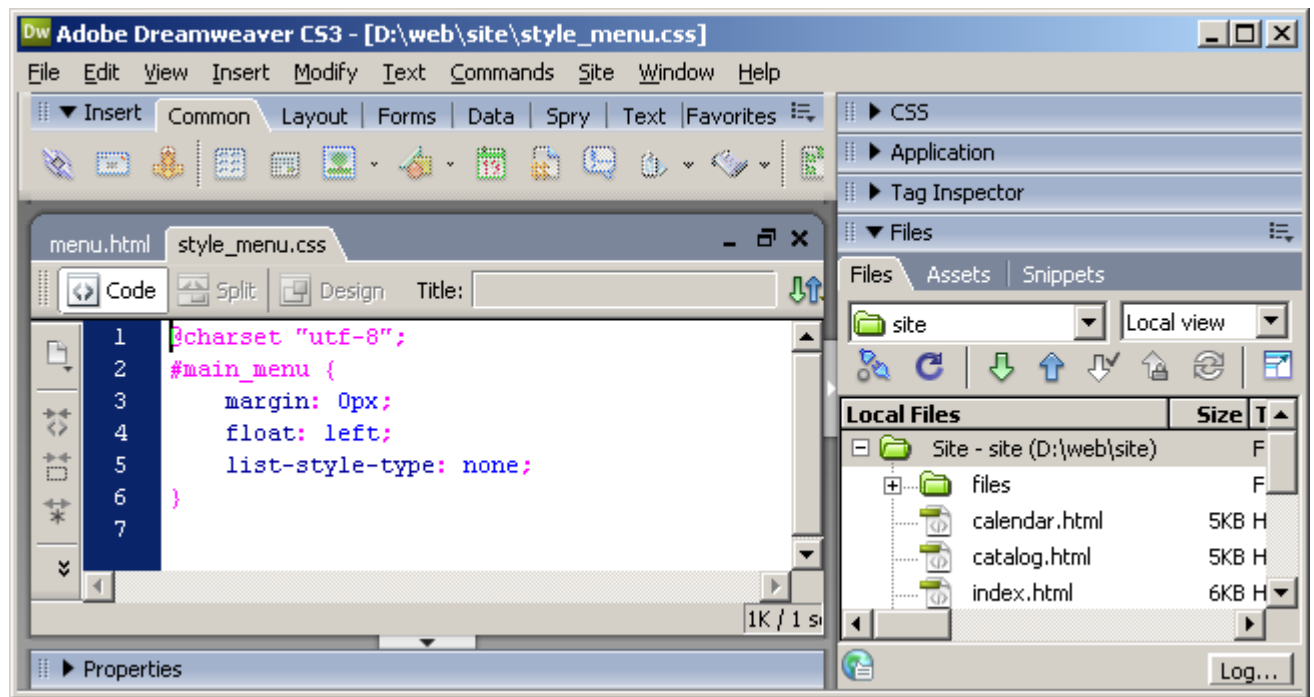 Dw Adobe Dreamweaver CS3 - [D:\web\site\style_menu.css]
File Edit View Insert Modify Text Commands Site Window Help
Insert Common Layout | Forms | Data | Spry | Text | Favorites
menu.html style_menu.css
Code Split Design Title:
1 @charset "utf-8";
2 #main_menu {
3 margin: 0px;
4 float: left;
5 list-style-type: none;
6 }
7
1K / 1
Properties
CSS
Application
Tag Inspector
Files
Files Assets | Snippets
site Local view
Local Files Size T
Site - site (D:\web\site) F
files F
calendar.html 5KB H
catalog.html 5KB H
index.html 6KB H
Log...